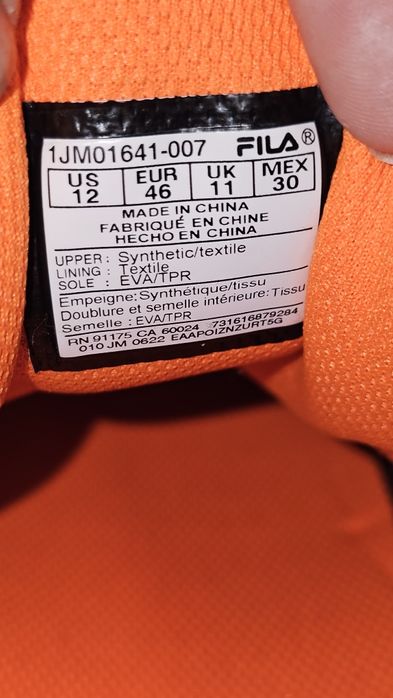 1JM01641-007 FILA®
US EUR UK MEX
12 46 11 30
MADE IN CHINA
FABRIQUÉ EN CHINE
HECHO EN CHINA
UPPER : Synthetic/textile
LINING : Textile
SOLE : EVA/TPR
Empeigne: Synthétique/tissu
Doublure et semelle intérieure: Tissu
Semelle : EVA/TPR
RN 91175 CA 60024 731616879284
010 JM 0622 EAAPOIZNZURT5G